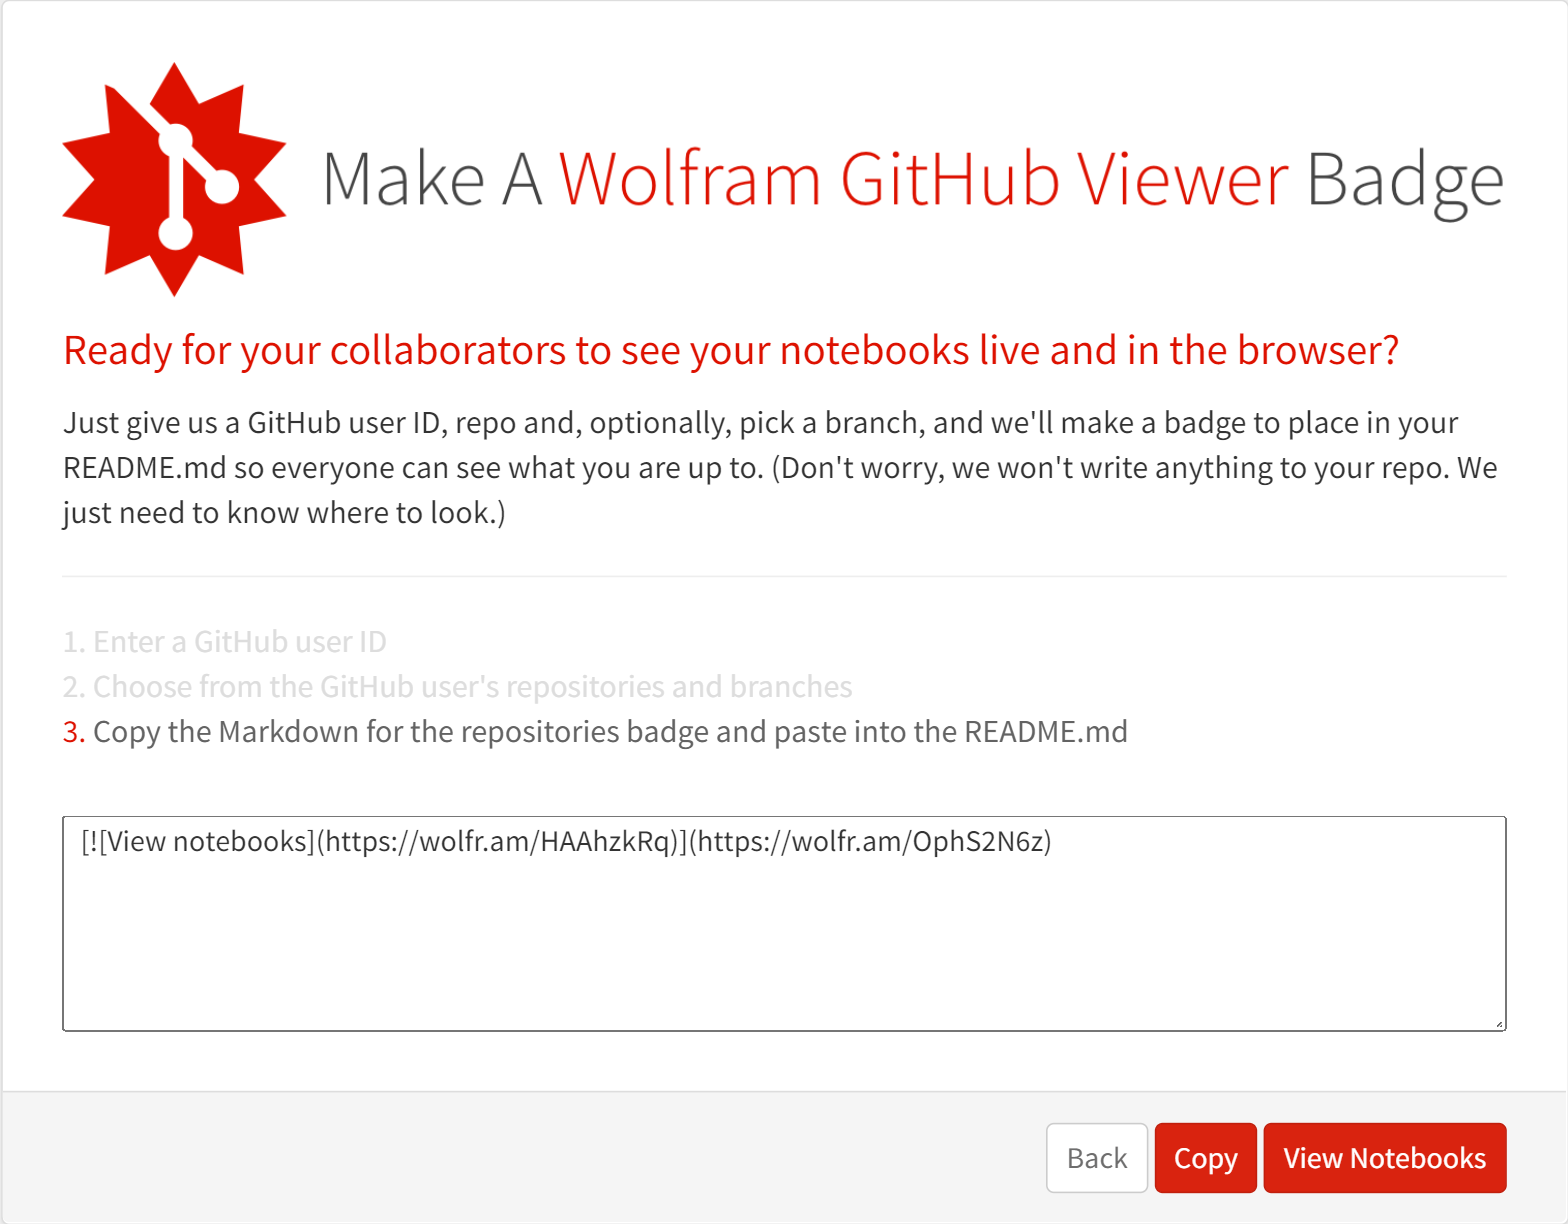 Make A Wolfram GitHub Viewer Badge
Ready for your collaborators to see your notebooks live and in the browser?
Just give us a GitHub user ID, repo and, optionally, pick a branch, and we'll make a badge to place in your
README.md so everyone can see what you are up to. (Don't worry, we won't write anything to your repo. We
just need to know where to look.)
1. Enter a GitHub user ID
2. Choose from the GitHub user's repositories and branches
3. Copy the Markdown for the repositories badge and paste into the README.md
[![View notebooks](https://wolfr.am/HAAhzkRq)](https://wolfr.am/OphS2N6z)
Back Copy View Notebooks